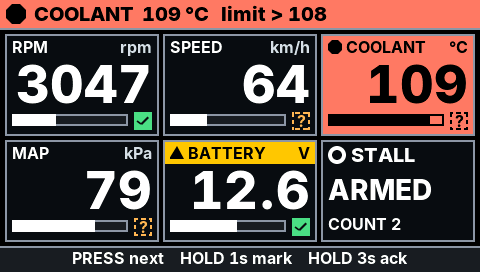 COOLANT 109 °C limit > 108
RPM rpm
3047
SPEED km/h
64
?
COOLANT °C
109
?
MAP kPa
79
?
BATTERY V
12.6
STALL
ARMED
COUNT 2
PRESS next HOLD 1s mark HOLD 3s ack